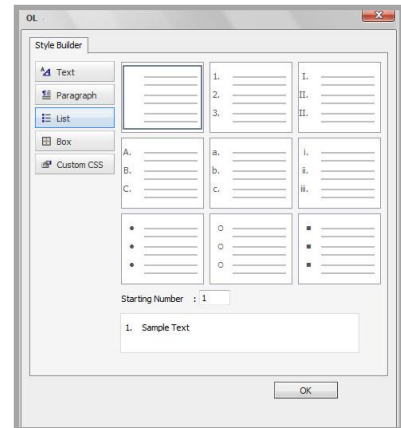 OL
Style Builder
Text
Paragraph
List
Box
Custom CSS
1.
2.
3.
I.
II.
II.
A.
B.
C.
a.
b.
c.
i.
ii.
iii.
Starting Number : 1
1. Sample Text
OK